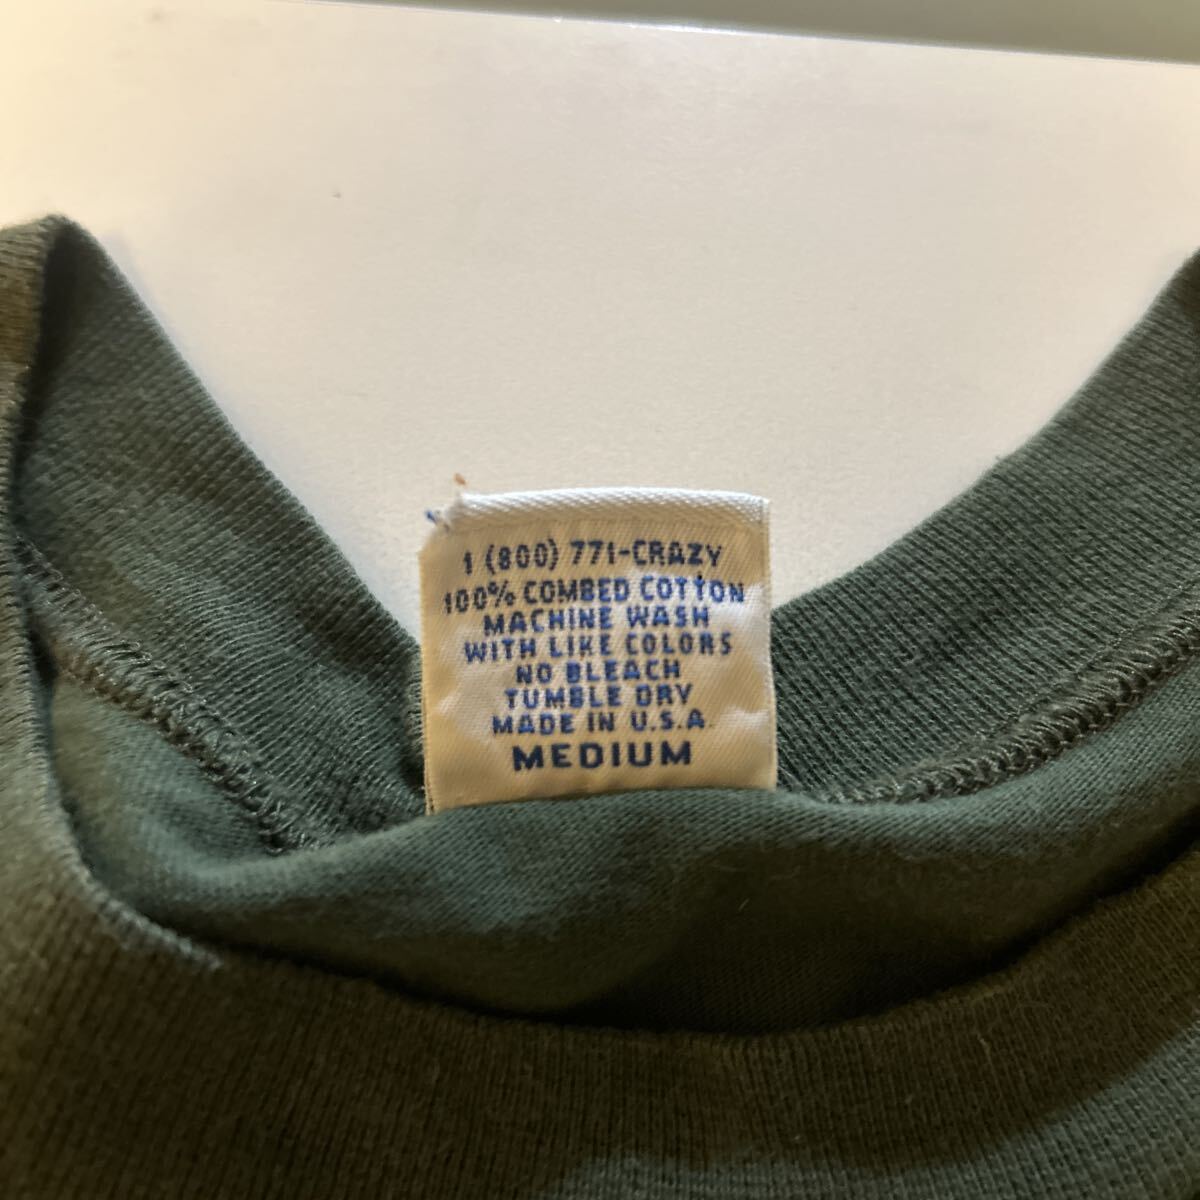 1 (800) 771-CRAZY
100% COMBED COTTON
MACHINE WASH
WITH LIKE COLORS
NO BLEACH
TUMBLE DRY
MADE IN U.S.A.
MEDIUM